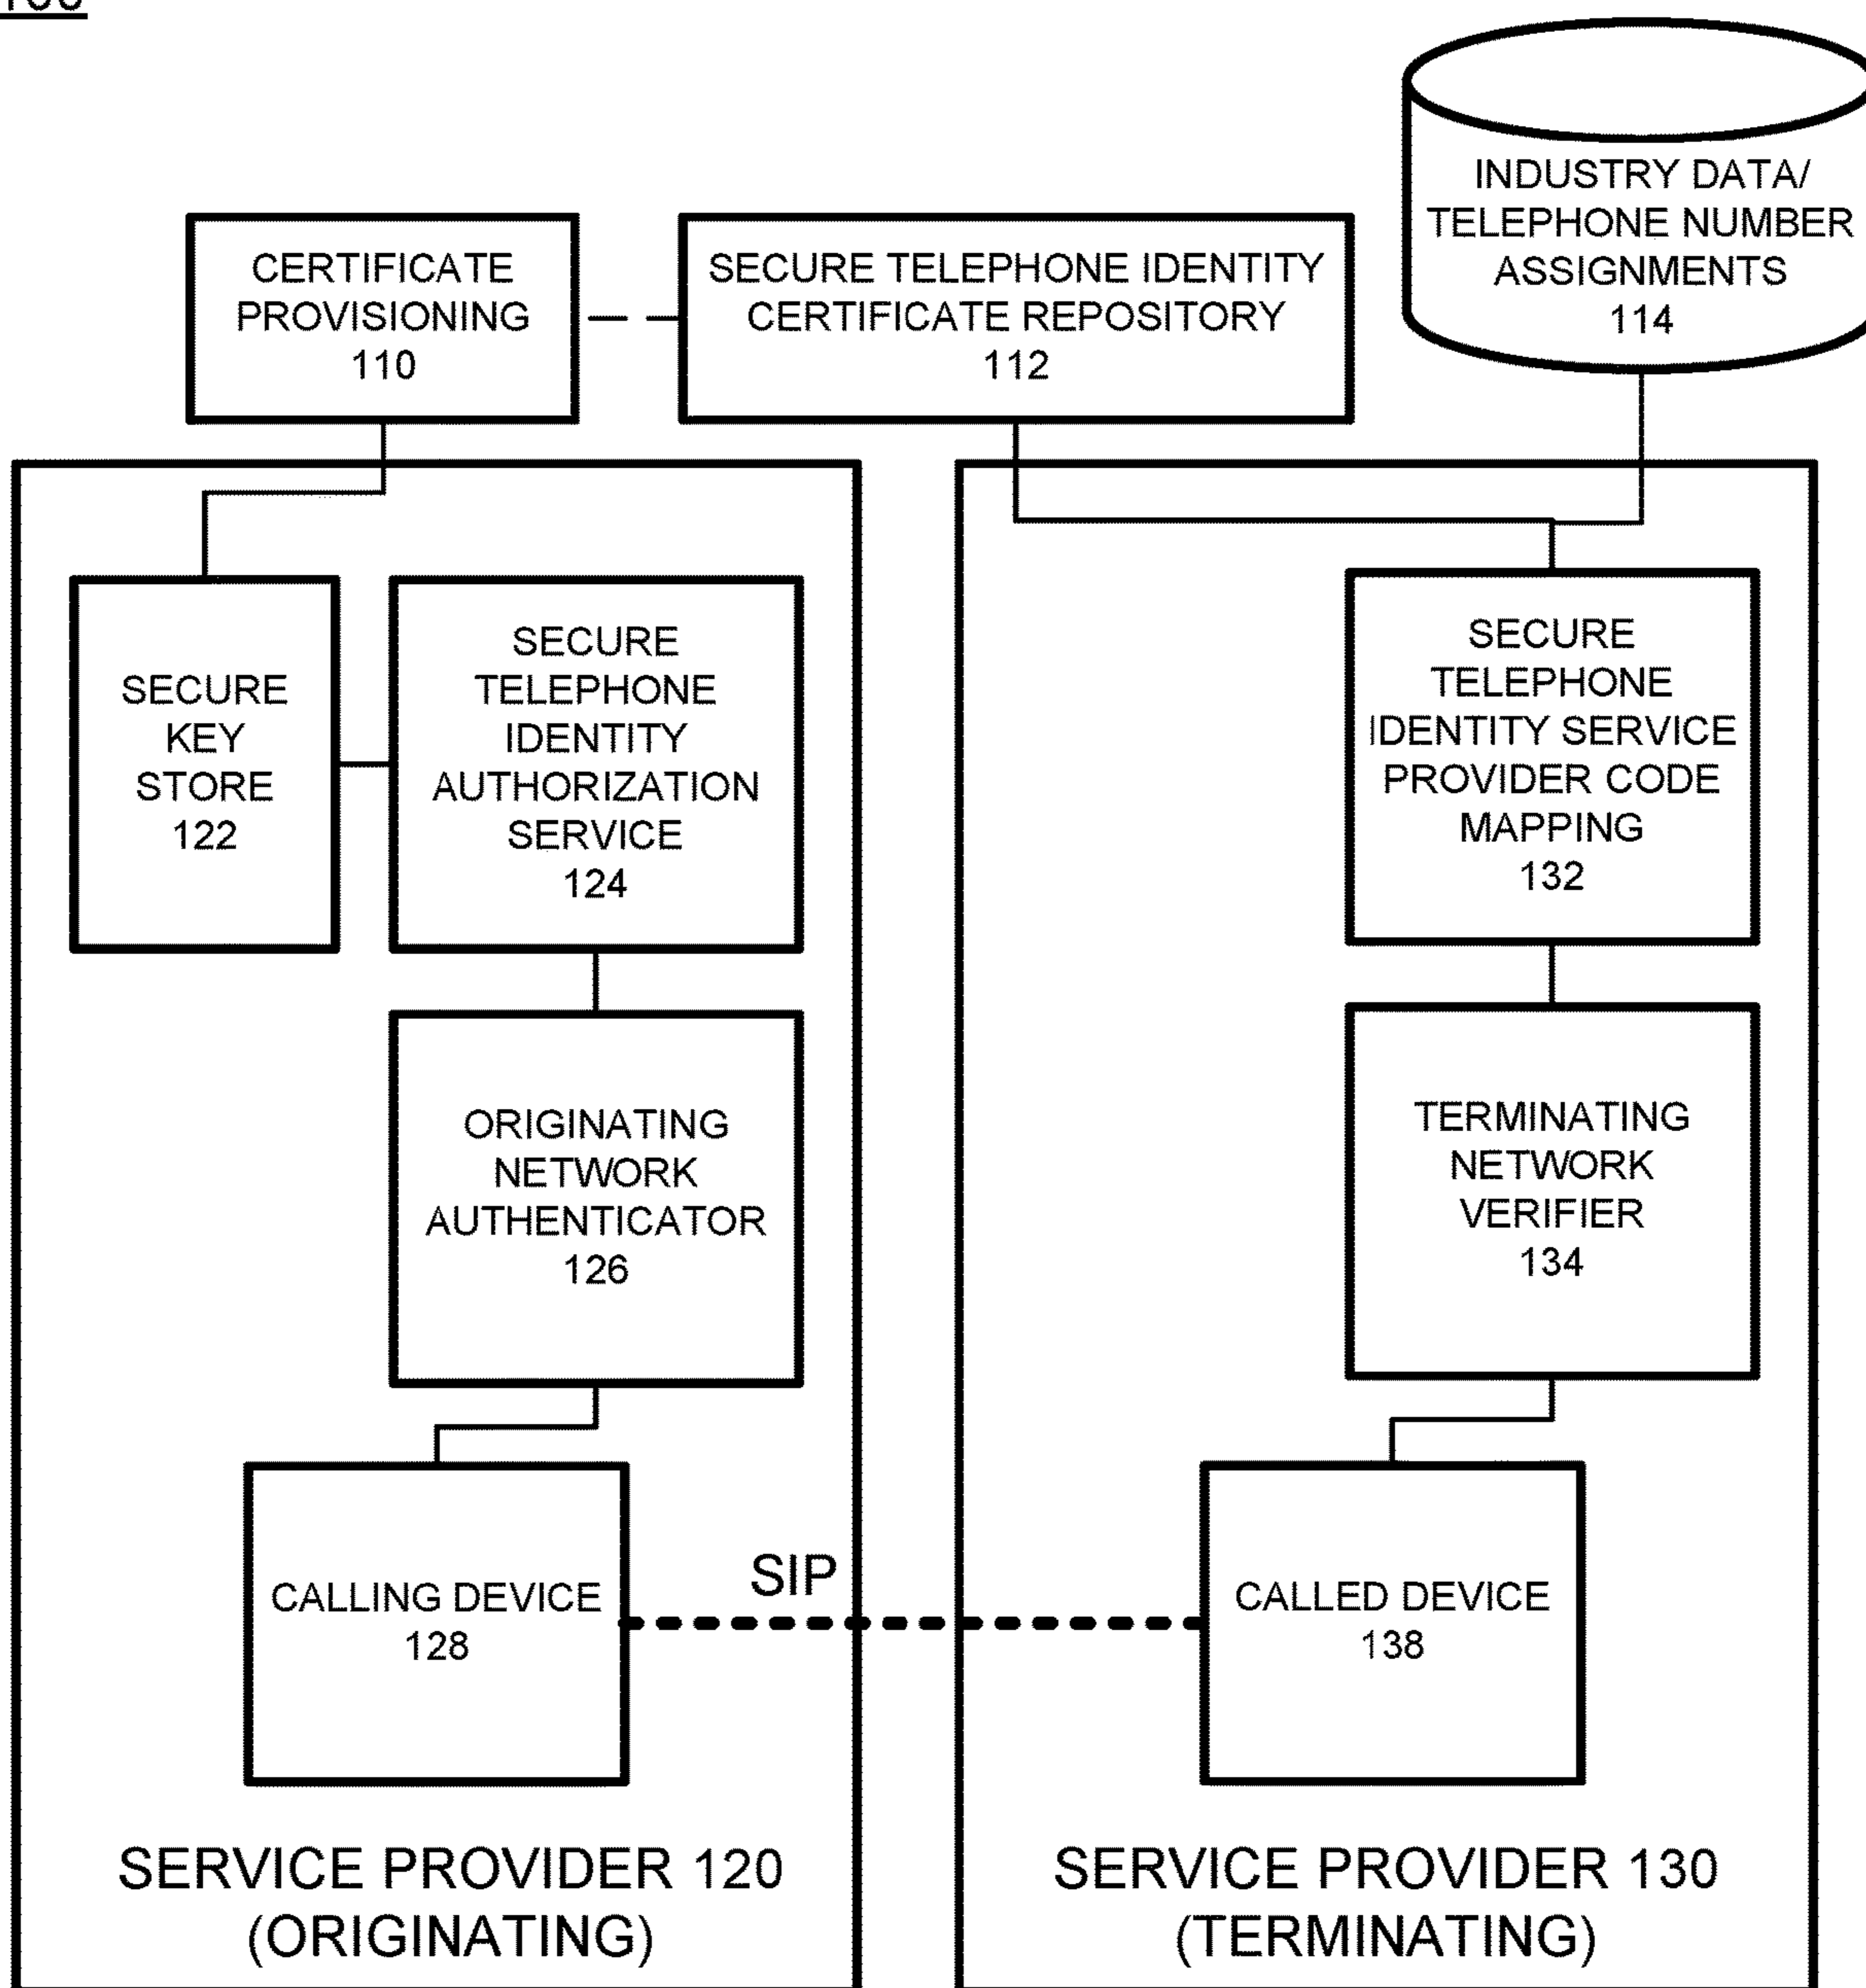 CERTIFICATE
PROVISIONING
110
SECURE TELEPHONE IDENTITY
CERTIFICATE REPOSITORY
112
INDUSTRY DATA/
TELEPHONE NUMBER
ASSIGNMENTS
114
SECURE
KEY
STORE
122
SECURE
TELEPHONE
IDENTITY
AUTHORIZATION
SERVICE
124
ORIGINATING
NETWORK
AUTHENTICATOR
126
CALLING DEVICE
128
SIP
SERVICE PROVIDER 120
(ORIGINATING)
SECURE
TELEPHONE
IDENTITY SERVICE
PROVIDER CODE
MAPPING
132
TERMINATING
NETWORK
VERIFIER
134
CALLED DEVICE
138
SERVICE PROVIDER 130
(TERMINATING)